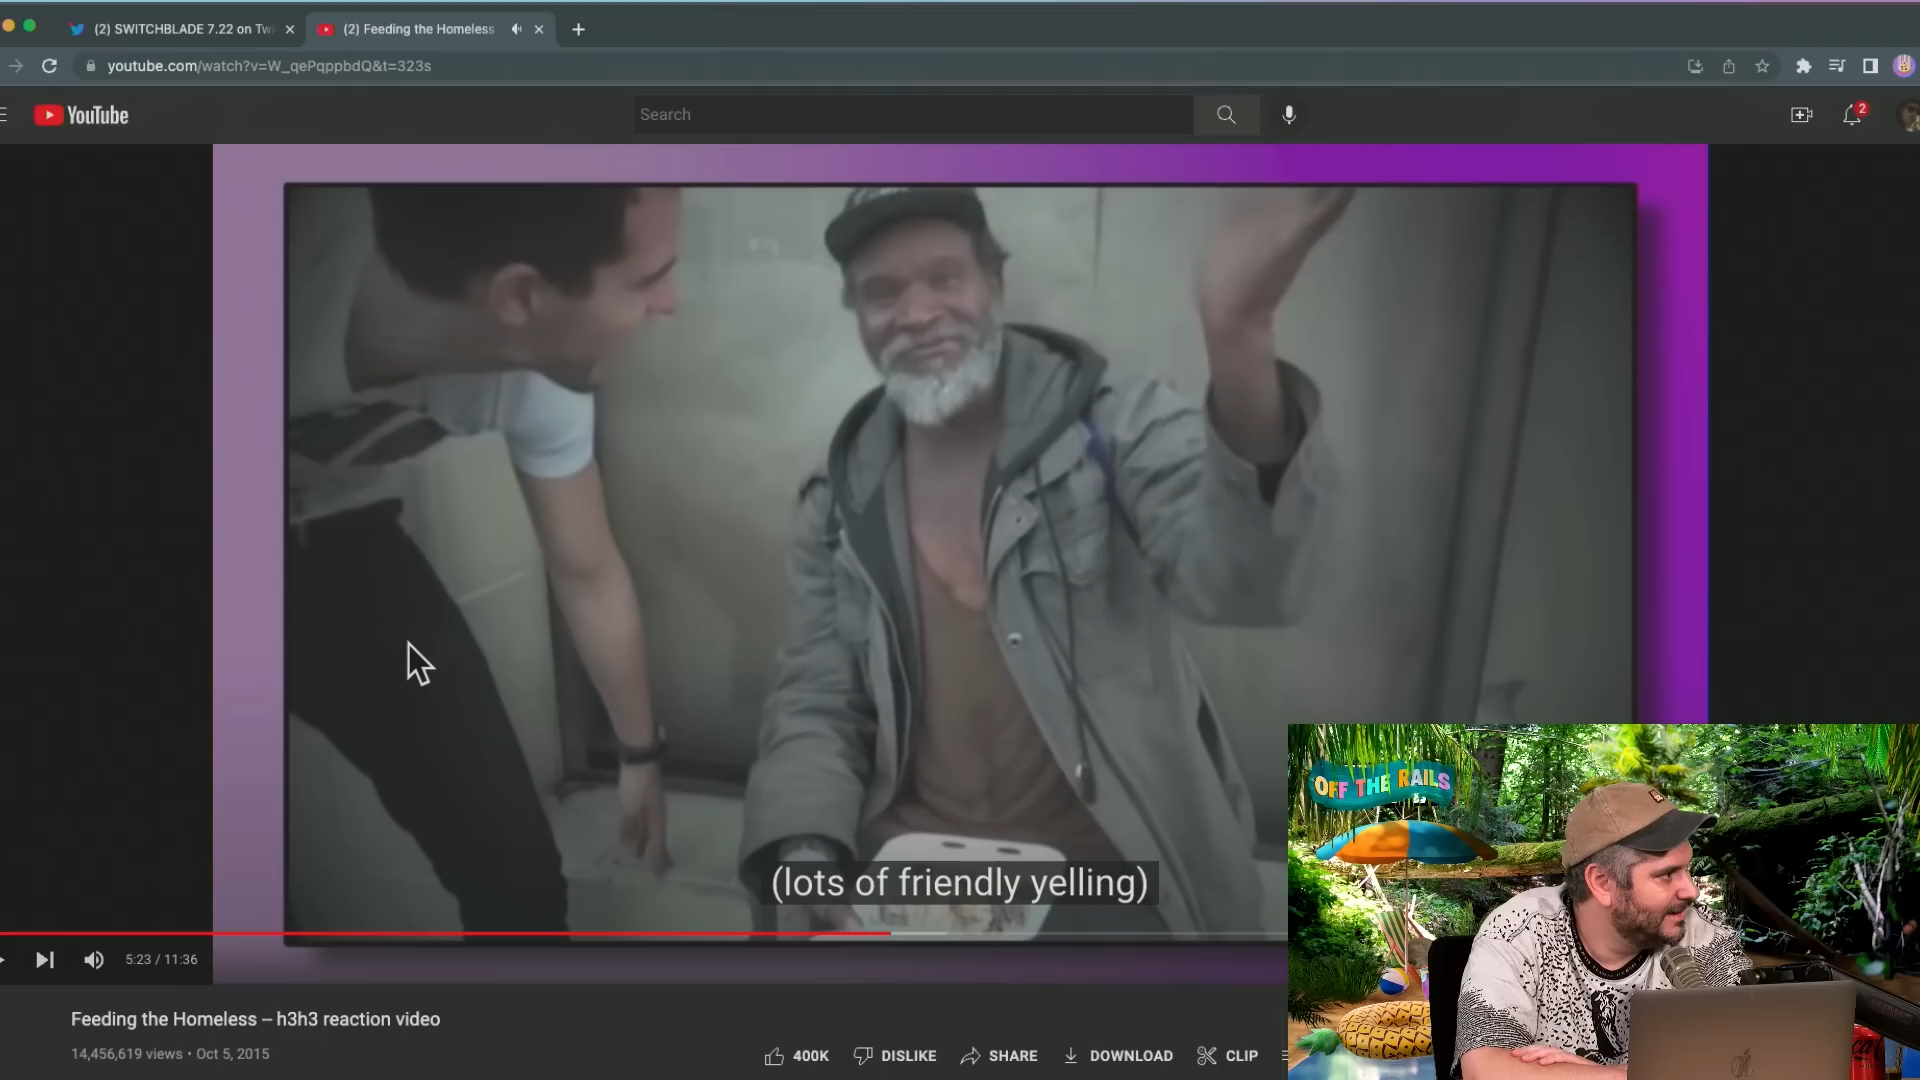 (2) SWITCHBLADE 7.22 on Tw
(2) Feeding the Homeless
youtube.com/watch?v=W_qePqppbdQ&t=323s
YouTube
Search
2
(lots of friendly yelling)
OFF THE RAILS
5:23 / 11:36
Feeding the Homeless – h3h3 reaction video
14,456,619 views • Oct 5, 2015
400K
DISLIKE
SHARE
DOWNLOAD
CLIP